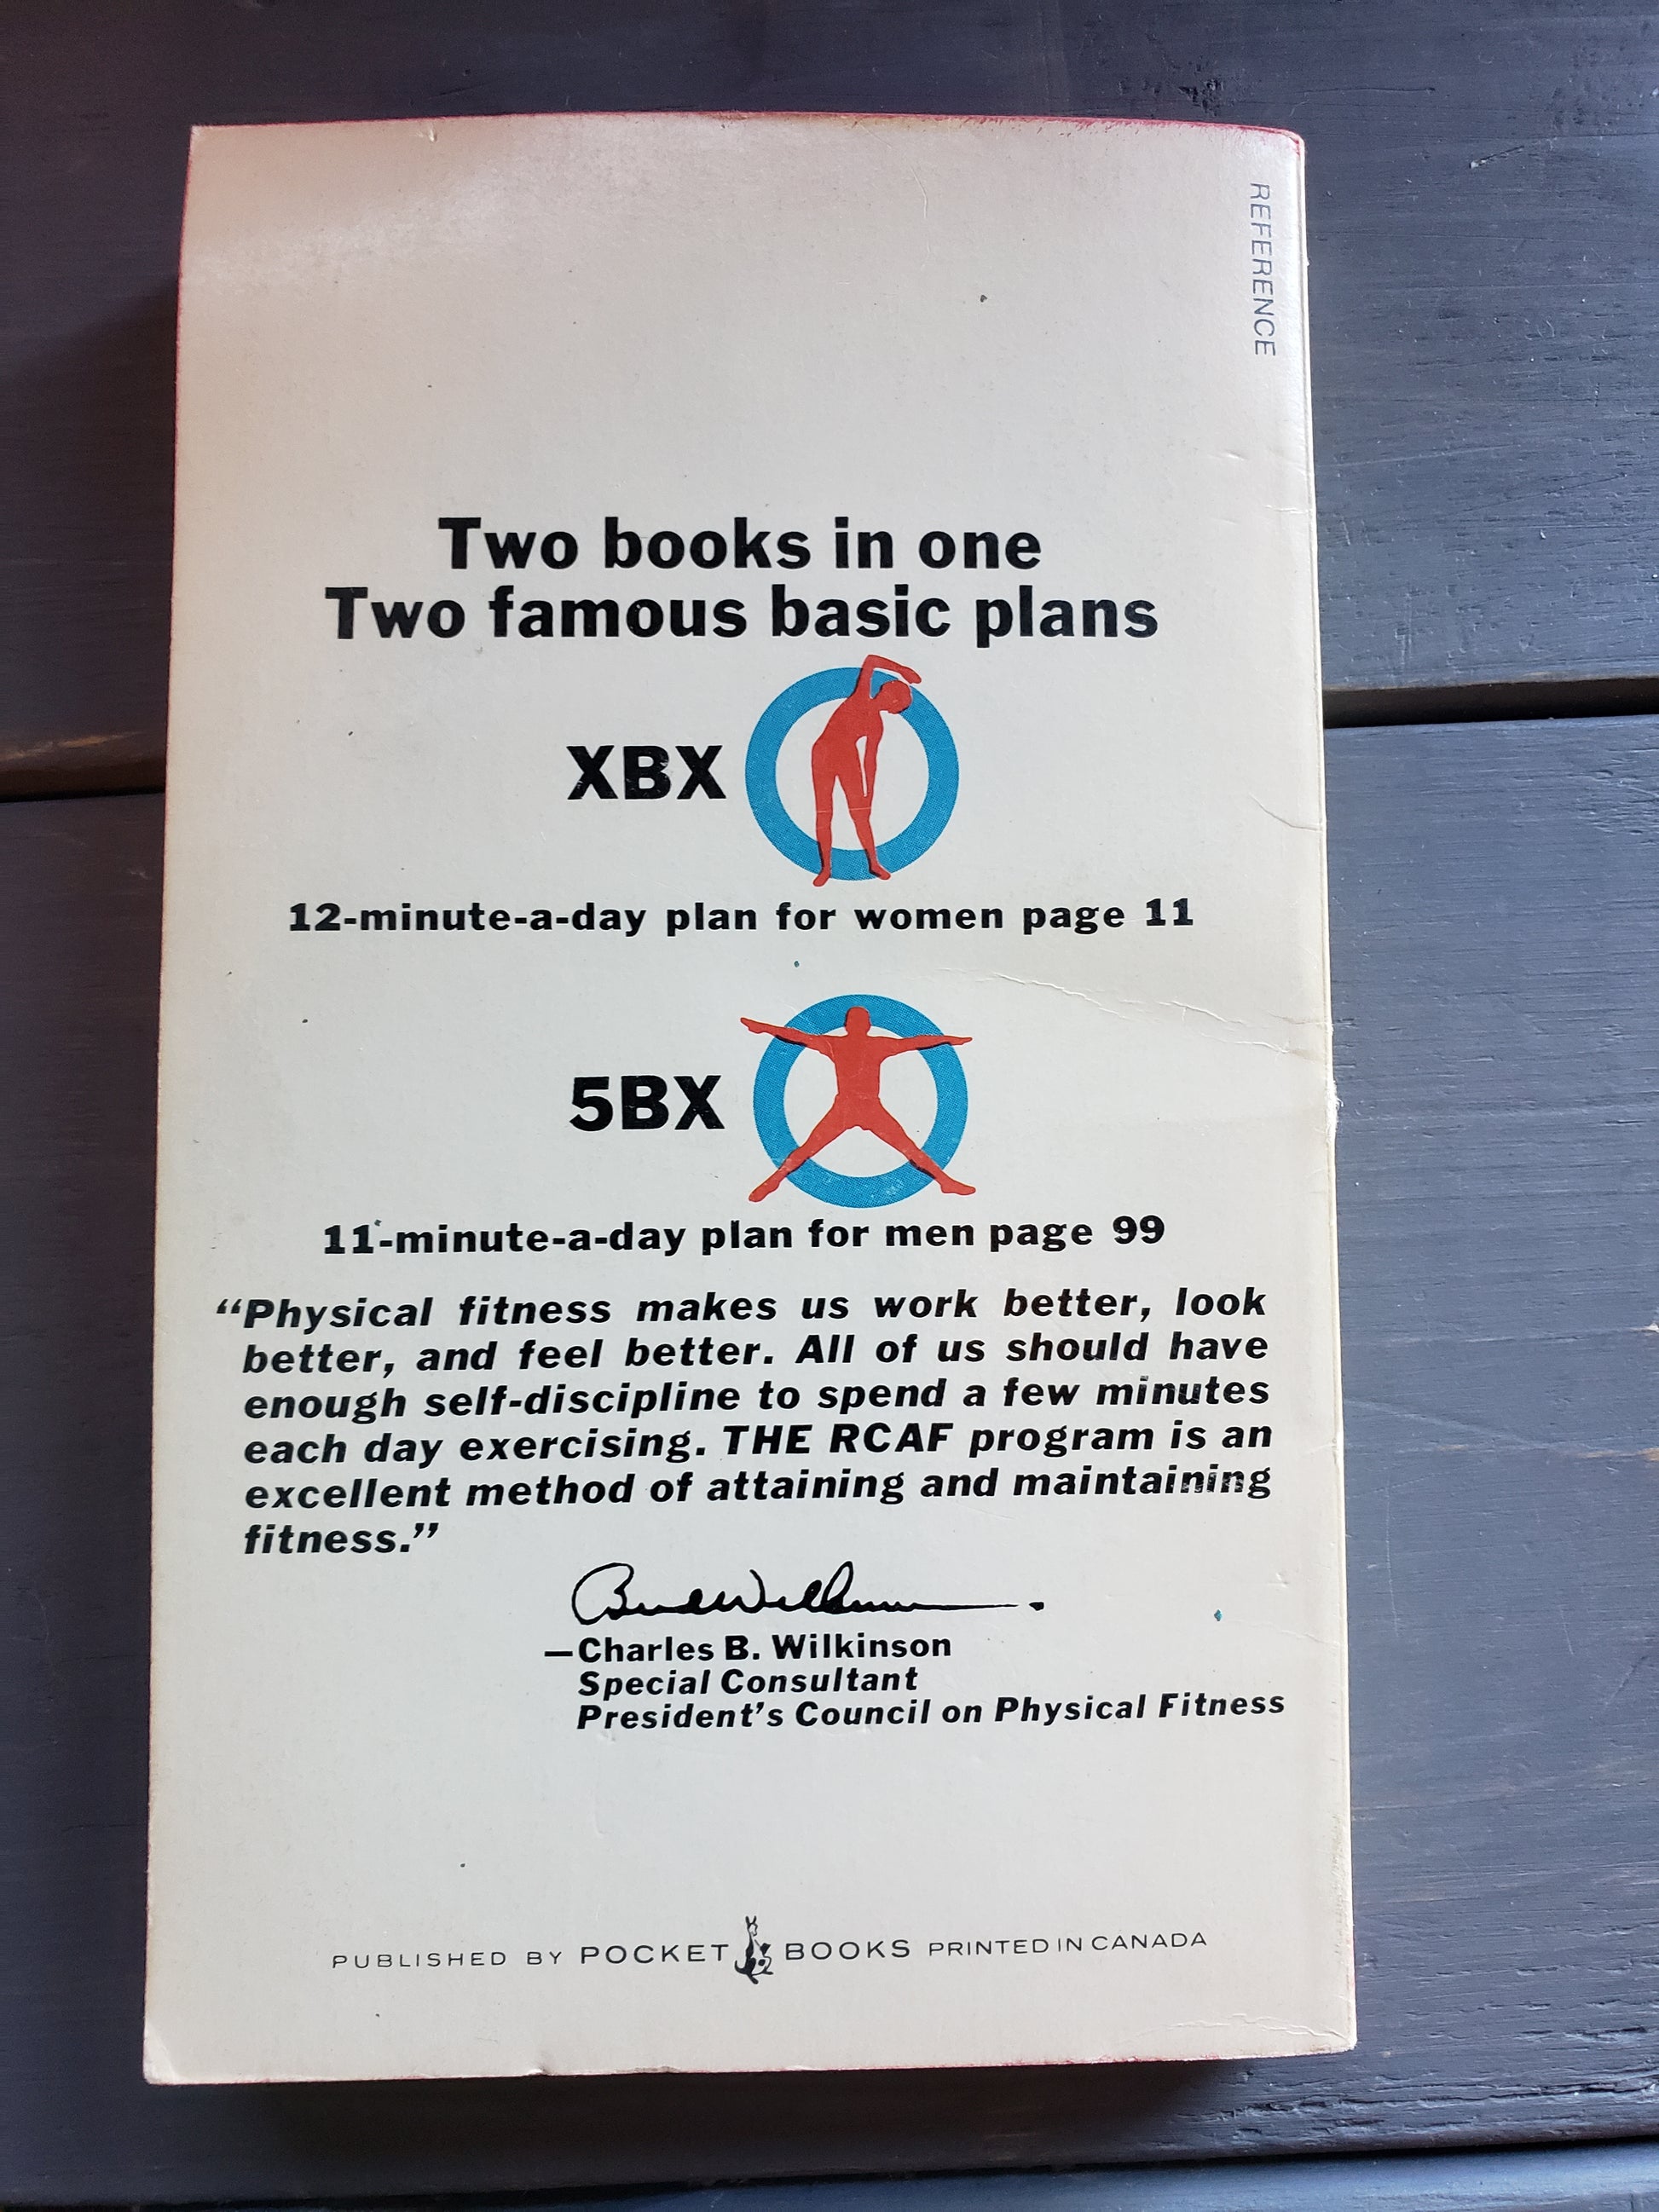 REFERENCE
Two books in one
Two famous basic plans
XBX
12-minute-a-day plan for women page 11
5BX
11-minute-a-day plan for men page 99
“Physical fitness makes us work better, look
better, and feel better. All of us should have
enough self-discipline to spend a few minutes
each day exercising. THE RCAF program is an
excellent method of attaining and maintaining
fitness.”
Bud Wilkinson
—Charles B. Wilkinson
Special Consultant
President’s Council on Physical Fitness
PUBLISHED BY POCKET BOOKS PRINTED IN CANADA